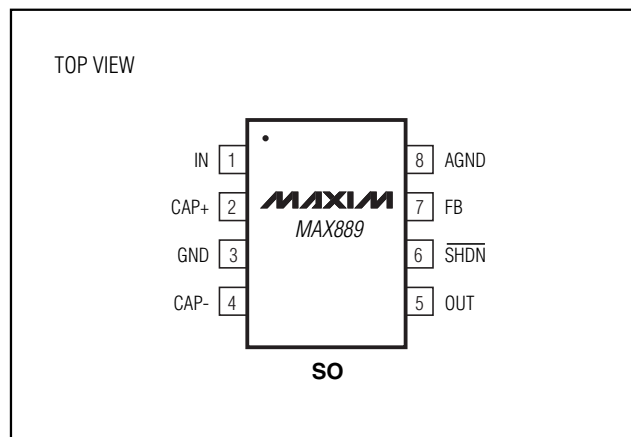 TOP VIEW
IN 1
8 AGND
CAP+ 2
MAXIM
7 FB
MAX889
GND 3
6 SHDN
CAP- 4
5 OUT
SO